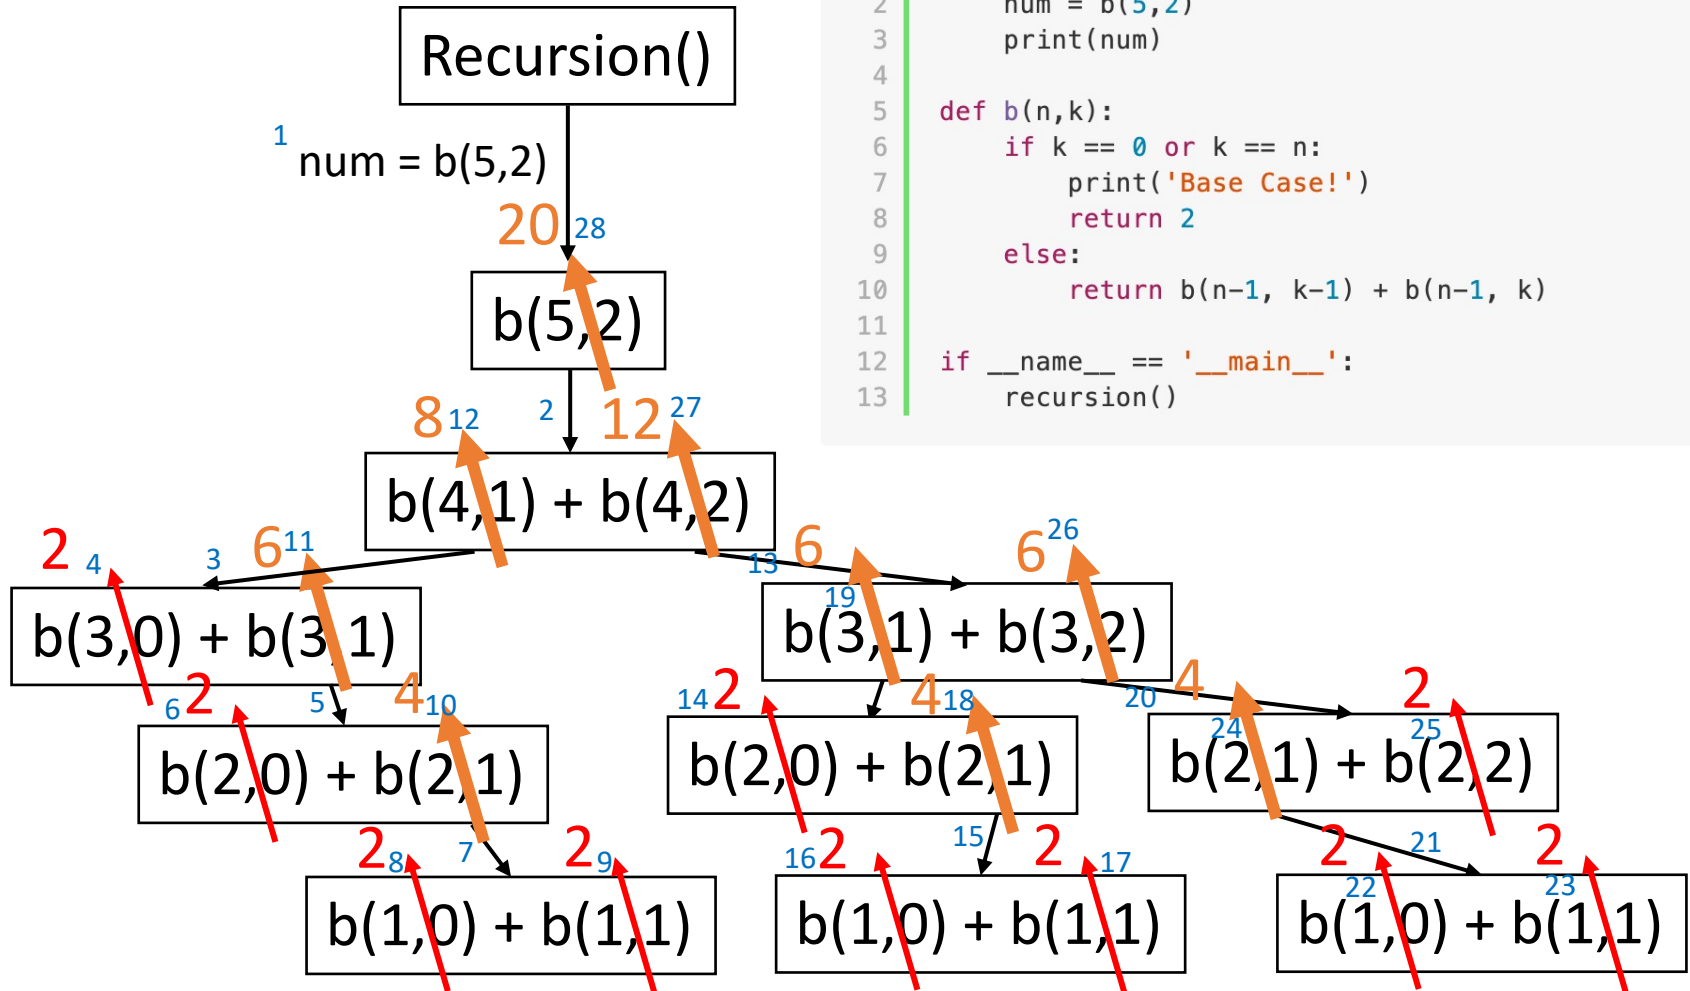 Recursion()
1
num = b(5,2)
20 28
b(5,2)
2
8 12
12 27
b(4,1) + b(4,2)
2 4
3
6 11
13
6
6 26
b(3,0) + b(3,1)
19
b(3,1) + b(3,2)
6 2
5
4 10
14 2
4 18
20
4
2
b(2,0) + b(2,1)
b(2,0) + b(2,1)
24
25
b(2,1) + b(2,2)
2 8
7
2 9
16 2
15
2 17
2
21
2
22
23
b(1,0) + b(1,1)
b(1,0) + b(1,1)
b(1,0) + b(1,1)
2 num = b(5,2)
3 print(num)
4
5 def b(n,k):
6 if k == 0 or k == n:
7 print('Base Case!')
8 return 2
9 else:
10 return b(n-1, k-1) + b(n-1, k)
11
12 if __name__ == '__main__':
13 recursion()